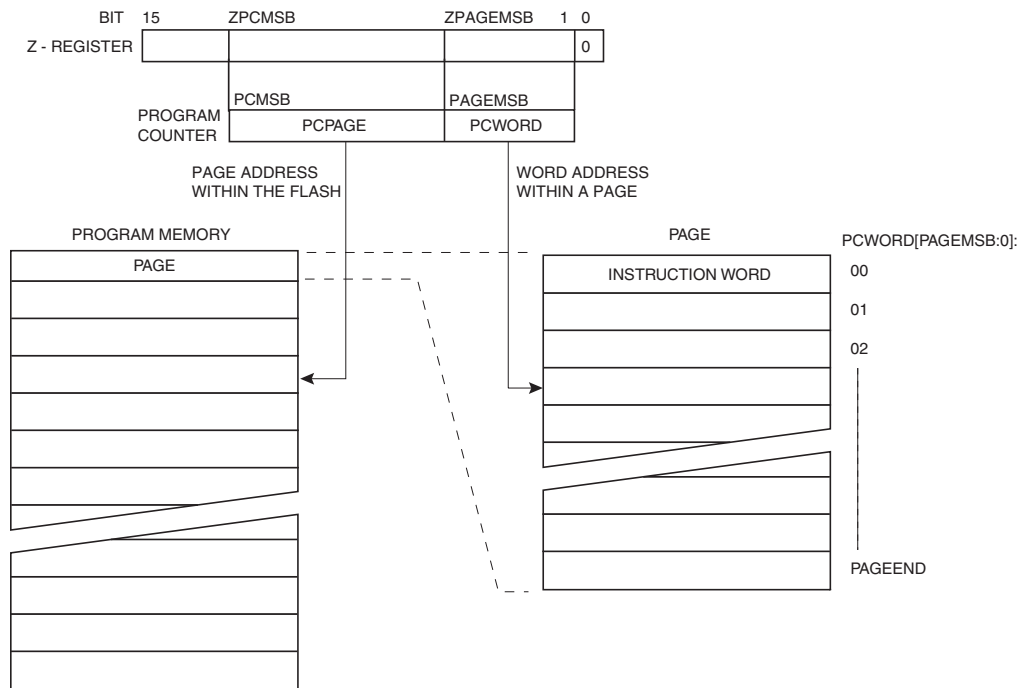 BIT 15 ZPCMSB ZPAGEMSB 1 0
Z - REGISTER 0
PCMSB PAGEMSB
PROGRAM
COUNTER
PCPAGE PCWORD
PAGE ADDRESS
WITHIN THE FLASH
WORD ADDRESS
WITHIN A PAGE
PROGRAM MEMORY
PAGE
PAGE
PCWORD[PAGEMSB:0]:
INSTRUCTION WORD
00
01
02
PAGEEND